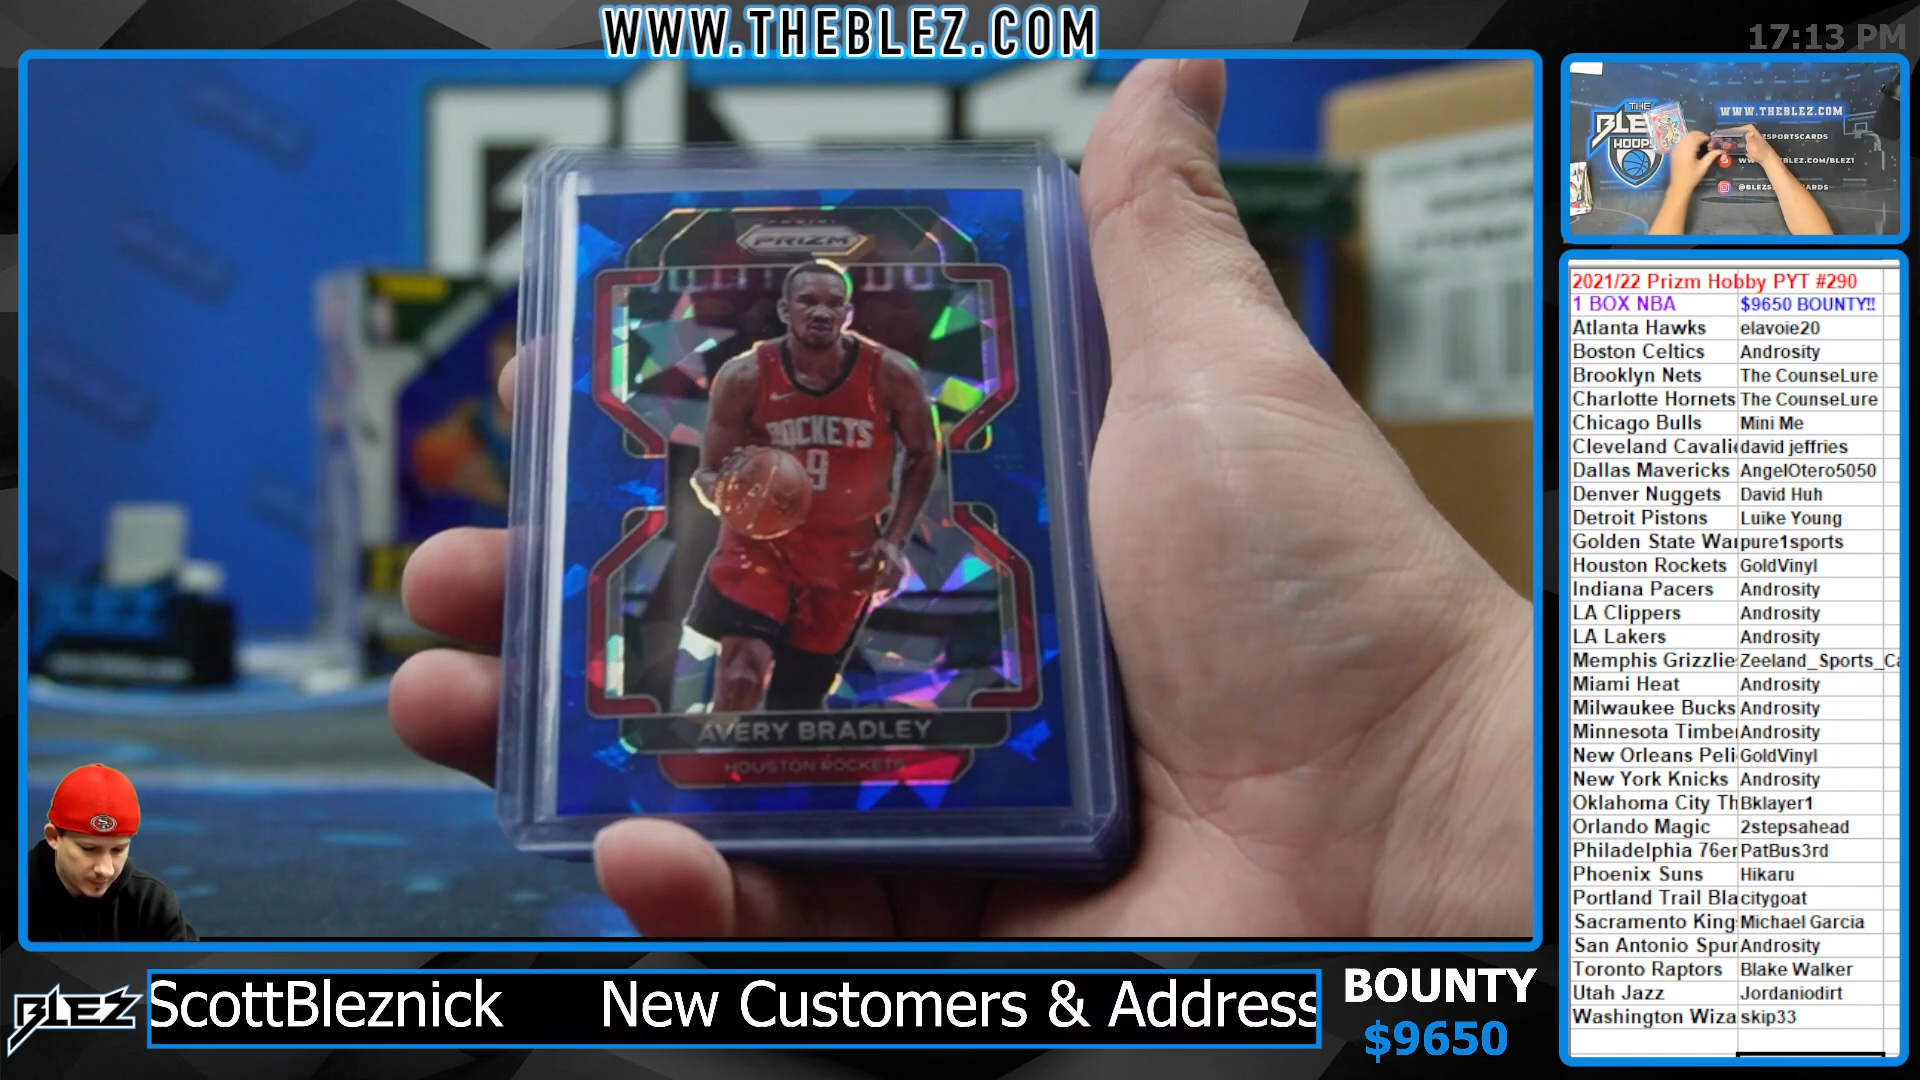 WWW.THEBLEZ.COM
17:13 PM
PRIZM
ROCKETS
9
AVERY BRADLEY
HOUSTON ROCKETS
THE
BLE
HOOPS
WWW.THEBLEZ.COM
@BLEZS
2021/22 Prizm Hobby PYT #290
1 BOX NBA $9650 BOUNTY!!
Atlanta Hawks elavoie20
Boston Celtics Androsity
Brooklyn Nets The CounseLure
Charlotte Hornets The CounseLure
Chicago Bulls Mini Me
Cleveland Cavali david jeffries
Dallas Mavericks AngelOtero5050
Denver Nuggets David Huh
Detroit Pistons Luike Young
Golden State War pure1sports
Houston Rockets GoldVinyl
Indiana Pacers Androsity
LA Clippers Androsity
LA Lakers Androsity
Memphis Grizzlie Zeeland_Sports_Ca
Miami Heat Androsity
Milwaukee Bucks Androsity
Minnesota Timbe Androsity
New Orleans Peli GoldVinyl
New York Knicks Androsity
Oklahoma City Th Bklayer1
Orlando Magic 2stepsahead
Philadelphia 76er PatBus3rd
Phoenix Suns Hikaru
Portland Trail Bla citygoat
Sacramento King Michael Garcia
San Antonio Spur Androsity
Toronto Raptors Blake Walker
Utah Jazz Jordaniodirt
Washington Wiza skip33
BLEZ
ScottBleznick New Customers & Address
BOUNTY
$9650